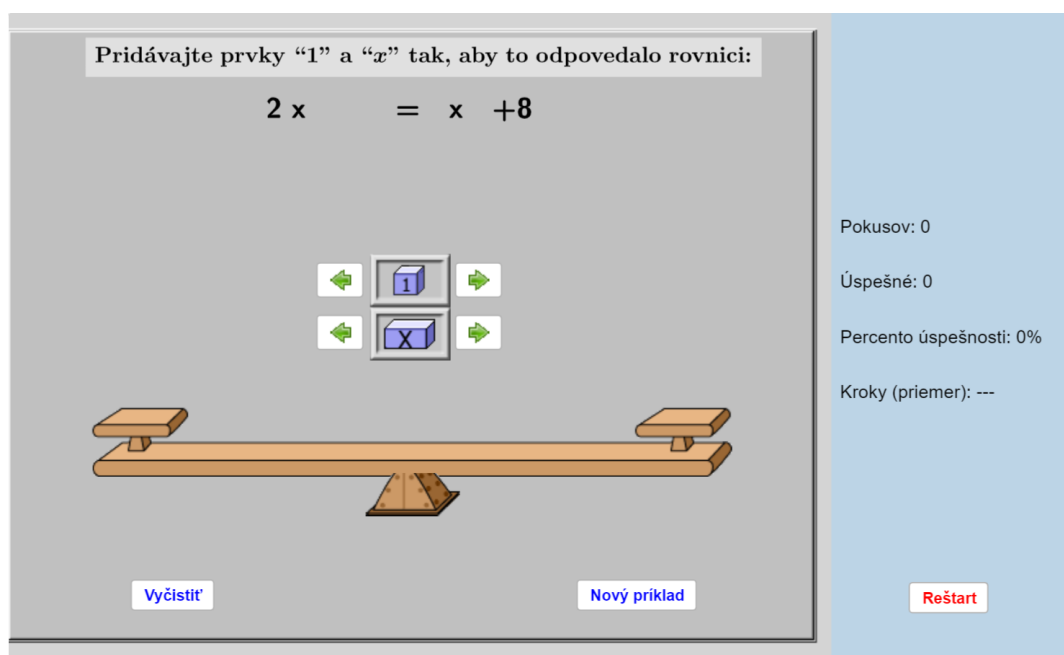 Pridávajte prvky “1” a “x” tak, aby to odpovedalo rovnici:
2 x = x +8
1
X
Vyčistiť
Nový príklad
Pokusov: 0
Úspešné: 0
Percento úspešnosti: 0%
Kroky (priemer): ---
Reštart